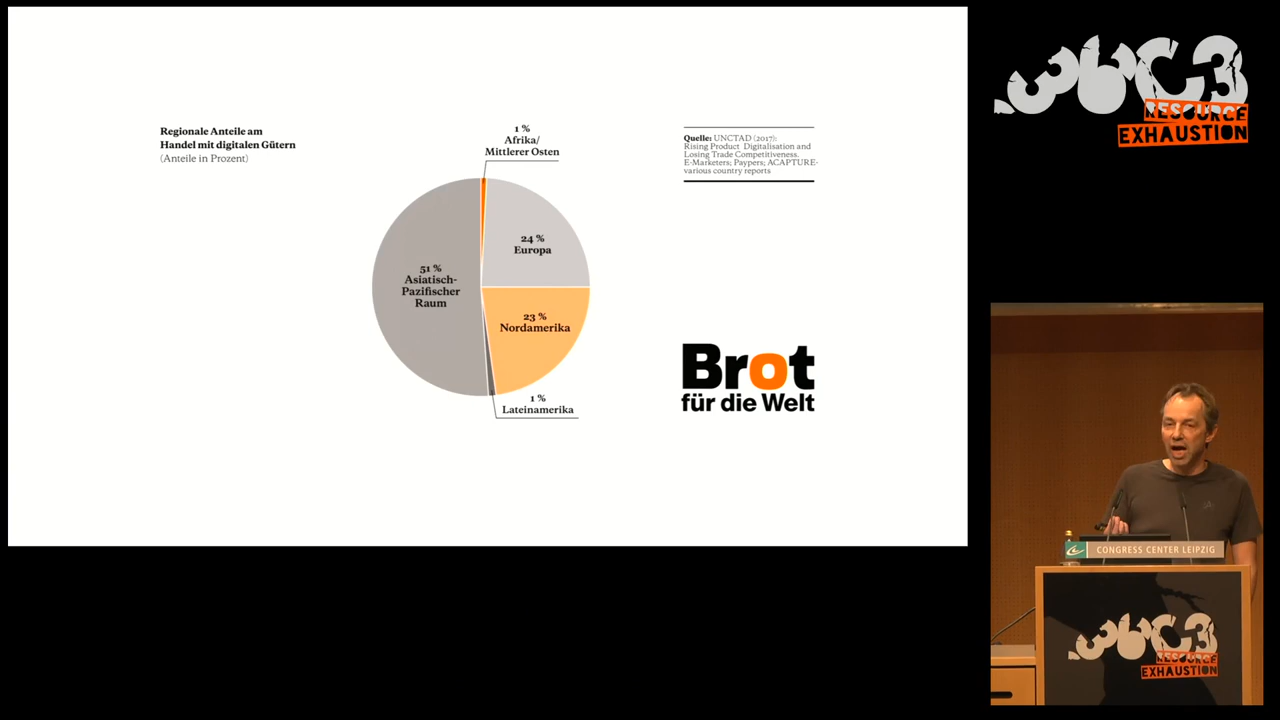 Regionale Anteile am
Handel mit digitalen Gütern
(Anteile in Prozent)
1 %
Afrika/
Mittlerer Osten
24 %
Europa
51 %
Asiatisch-
Pazifischer
Raum
23 %
Nordamerika
1 %
Lateinamerika
Quelle: UNCTAD (2017):
Rising Product Digitalisation and
Losing Trade Competitiveness.
E-Marketers; Paypers; ACAPTURE-
various country reports
Brot
für die Welt
36C3
RESOURCE
EXHAUSTION
CONGRESS CENTER LEIPZIG
36C3
RESOURCE
EXHAUSTION